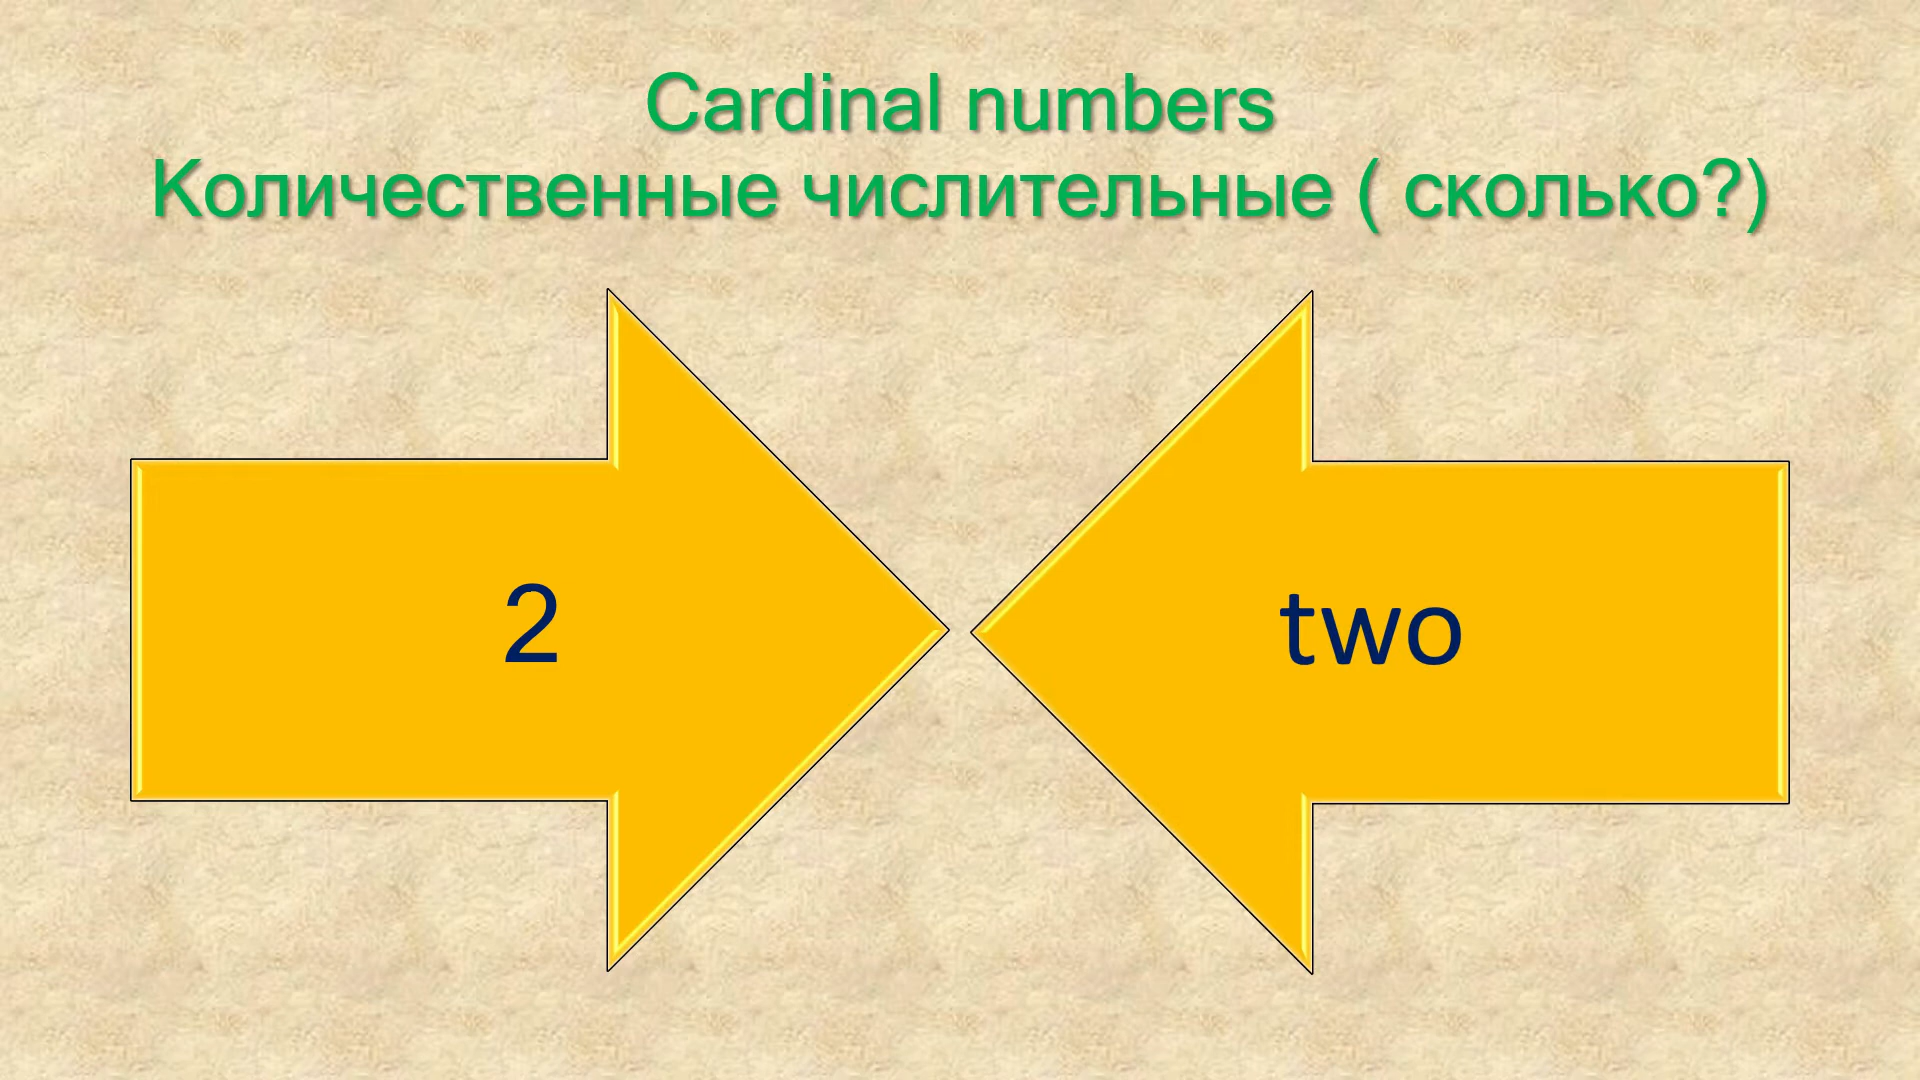 Cardinal numbers
Количественные числительные ( сколько?)
2
two